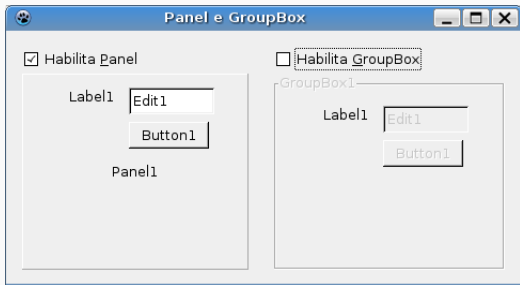 Panel e GroupBox
Habilita Panel
Label1 Edit1
Button1
Panel1
Habilita GroupBox
GroupBox1
Label1 Edit1
Button1